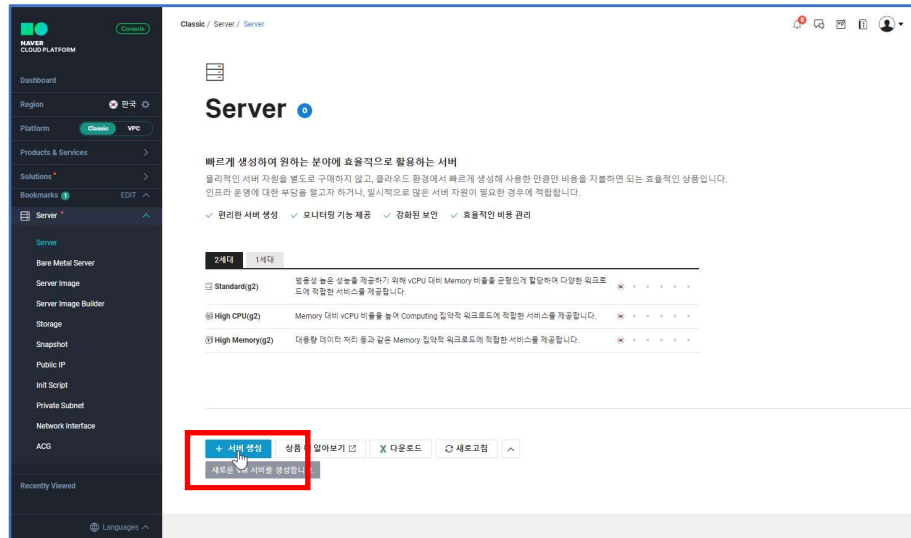 NAVER
CLOUD PLATFORM
Console
Dashboard
Region 한국
Platform Classic VPC
Products & Services
Solutions
Bookmarks 1 EDIT
Server
Server
Bare Metal Server
Server Image
Server Image Builder
Storage
Snapshot
Public IP
Init Script
Private Subnet
Network Interface
ACG
Recently Viewed
Languages
Classic / Server / Server
Server 0
빠르게 생성하여 원하는 분야에 효율적으로 활용하는 서버
물리적인 서버 자원을 별도로 구매하지 않고, 클라우드 환경에서 빠르게 생성해 사용한 만큼만 비용을 지불하면 되는 효율적인 상품입니다.
인프라 운영에 대한 부담을 덜고자 하거나, 일시적으로 많은 서버 자원이 필요한 경우에 적합합니다.
편리한 서버 생성 모니터링 기능 제공 강화된 보안 효율적인 비용 관리
2세대 1세대
Standard(g2) 범용성 높은 성능을 제공하기 위해 vCPU 대비 Memory 비율을 균형있게 할당하여 다양한 워크로
드에 적합한 서비스를 제공합니다.
High CPU(g2) Memory 대비 vCPU 비율을 높여 Computing 집약적 워크로드에 적합한 서비스를 제공합니다.
High Memory(g2) 대용량 데이터 처리 등과 같은 Memory 집약적 워크로드에 적합한 서비스를 제공합니다.
+ 서버 생성 상품 더 알아보기 다운로드 새로고침
새로운 VM 서버를 생성합니다.